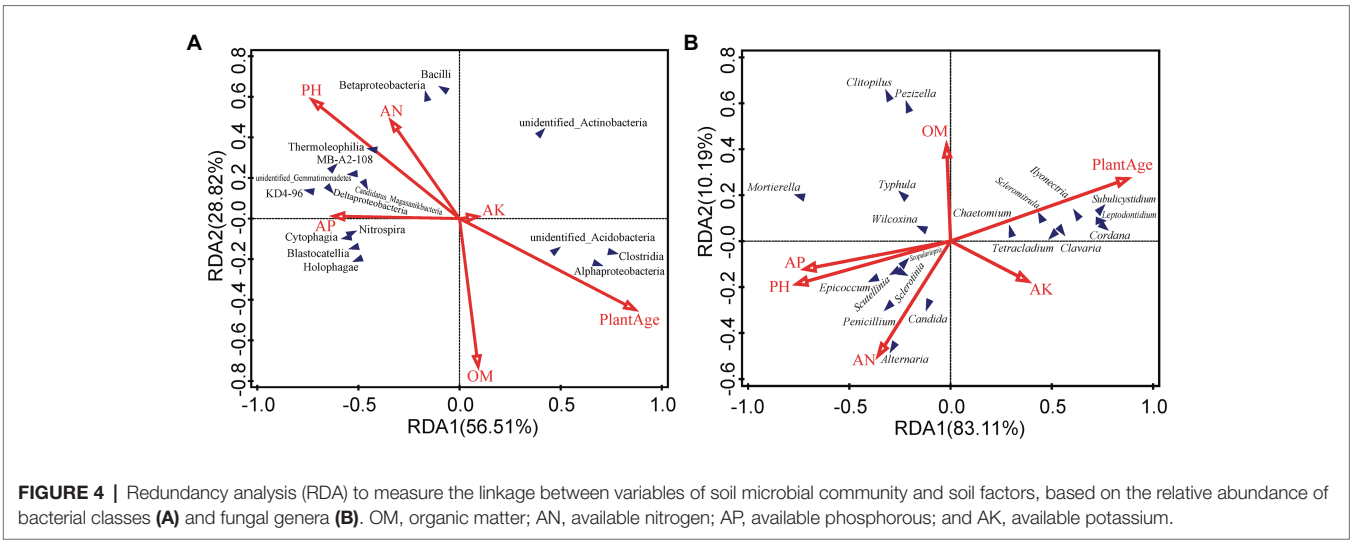 A
B
0.8
0.6
0.4
0.2
0.0
-0.2
-0.4
-0.6
-0.8
RDA2(28.82%)
PH
AN
Bacilli
Betaproteobacteria
unidentified_Actinobacteria
Thermoleophilia
MB-A2-108
unidentified_Gemmatimonadetes
KD4-96
Candidatus_Magasanikbacteria
Deltaproteobacteria
AP
AK
Nitrospira
Cytophagia
Blastocatellia
Holophagae
unidentified_Acidobacteria
Clostridia
Alphaproteobacteria
PlantAge
OM
-1.0
-0.5
0.0
0.5
1.0
RDA1(56.51%)
0.8
0.6
0.4
0.2
0.0
-0.2
-0.4
-0.6
RDA2(10.19%)
Clitopilus
Pezizella
OM
PlantAge
Mortierella
Typhula
Wilcoxina
Chaetomium
Scleromitrula
Ilyonectria
Subulicystidium
Leptodontidium
Cordana
Tetracladium
Clavaria
AP
PH
Epicoccum
Scutellinia
Sclerotinia
Scopulariopsis
AK
Penicillium
Candida
AN
Alternaria
-1.0
-0.5
0.0
0.5
1.0
RDA1(83.11%)
FIGURE 4 | Redundancy analysis (RDA) to measure the linkage between variables of soil microbial community and soil factors, based on the relative abundance of
bacterial classes (A) and fungal genera (B). OM, organic matter; AN, available nitrogen; AP, available phosphorous; and AK, available potassium.